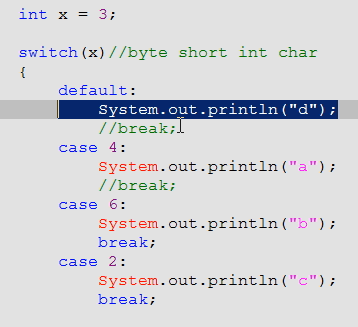 int x = 3;
switch(x)//byte short int char
{
default:
System.out.println("d");
//break;
case 4:
System.out.println("a");
//break;
case 6:
System.out.println("b");
break;
case 2:
System.out.println("c");
break;